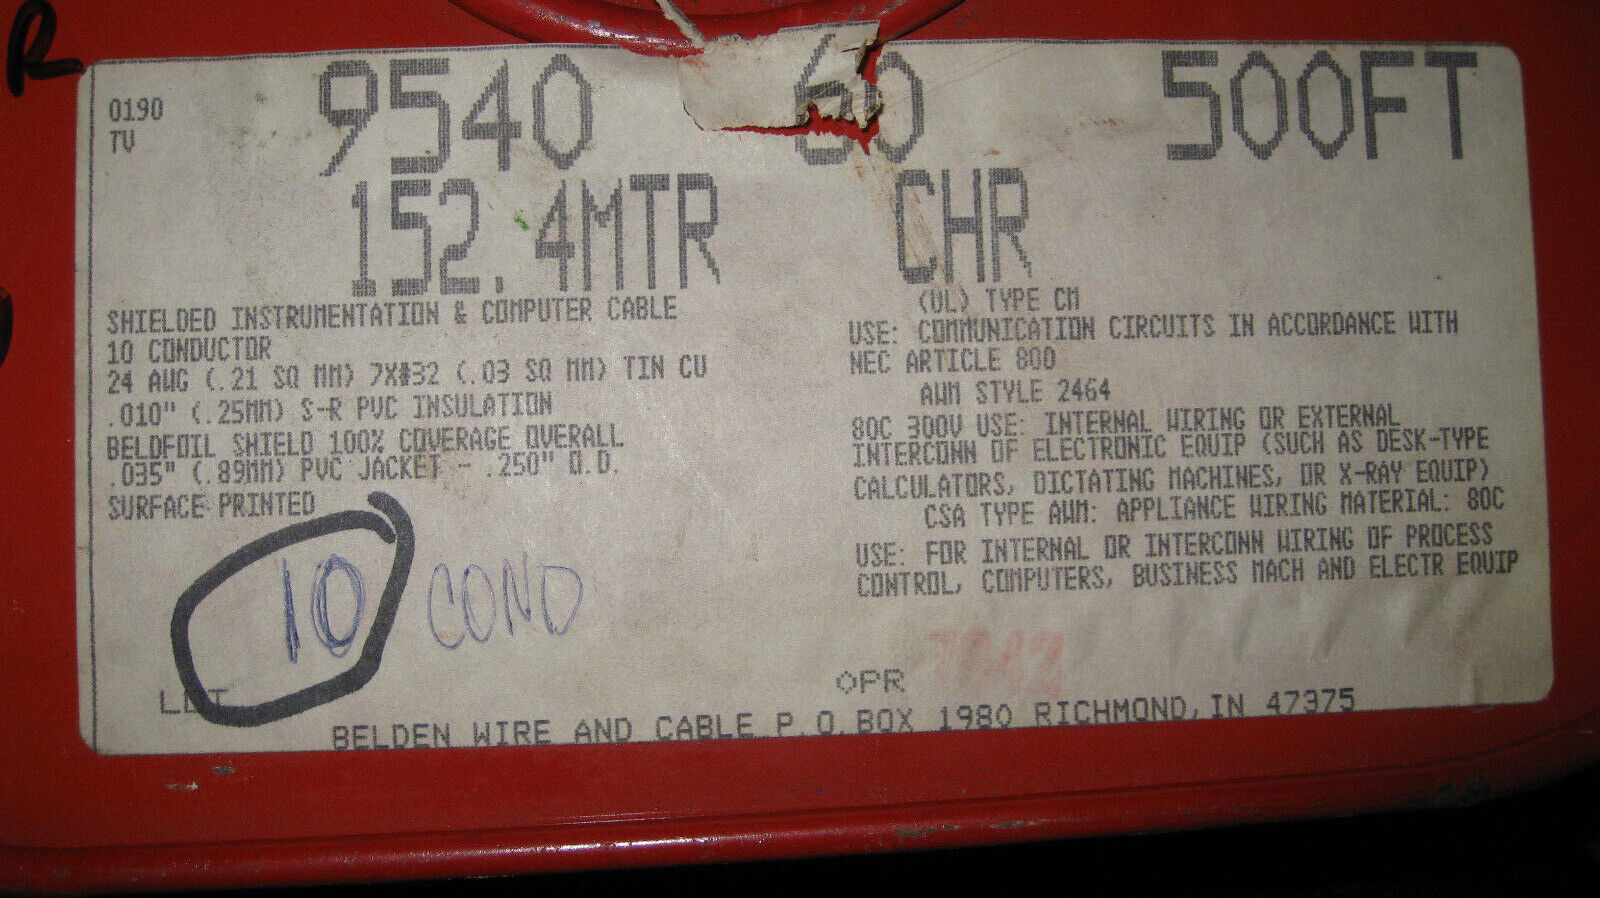 R
0190 9540 60 500FT
TV
152.4MTR CHR
SHIELDED INSTRUMENTATION & COMPUTER CABLE
10 CONDUCTOR
24 AWG (.21 SQ MM) 7X#32 (.03 SQ MM) TIN CU
.010" (.25MM) S-R PVC INSULATION
BELDFOIL SHIELD 100% COVERAGE OVERALL
.035" (.89MM) PVC JACKET - .250" O.D.
SURFACE PRINTED
(UL) TYPE CM
USE: COMMUNICATION CIRCUITS IN ACCORDANCE WITH
NEC ARTICLE 800
AWM STYLE 2464
80C 300V USE: INTERNAL WIRING OR EXTERNAL
INTERCONN OF ELECTRONIC EQUIP (SUCH AS DESK-TYPE
CALCULATORS, DICTATING MACHINES, OR X-RAY EQUIP)
CSA TYPE AWM: APPLIANCE WIRING MATERIAL: 80C
USE: FOR INTERNAL OR INTERCONN WIRING OF PROCESS
CONTROL, COMPUTERS, BUSINESS MACH AND ELECTR EQUIP
10 COND
LOT OPR
BELDEN WIRE AND CABLE P.O.BOX 1980 RICHMOND, IN 47375